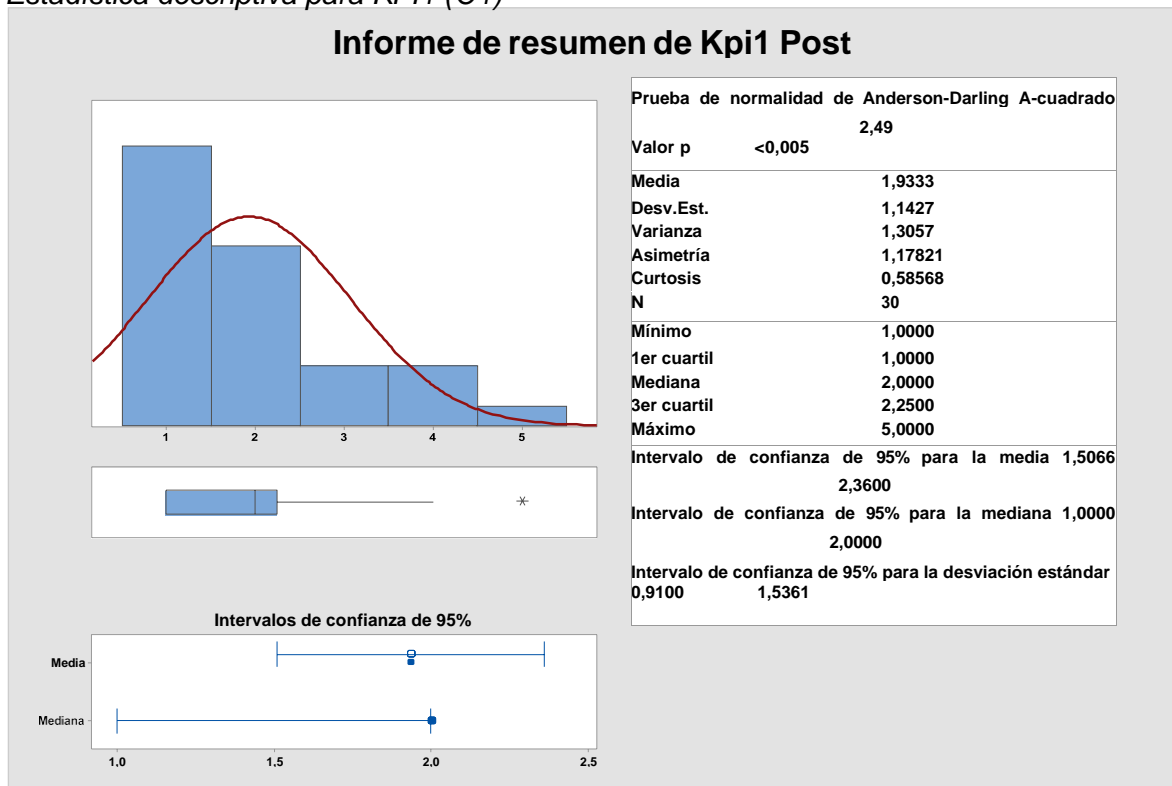 Estadística descriptiva para KPI1 (G1)
Informe de resumen de Kpi1 Post
1 2 3 4 5
Intervalos de confianza de 95%
Media
Mediana
1,0 1,5 2,0 2,5
Prueba de normalidad de Anderson-Darling A-cuadrado
2,49
Valor p <0,005
Media 1,9333
Desv.Est. 1,1427
Varianza 1,3057
Asimetría 1,17821
Curtosis 0,58568
N 30
Mínimo 1,0000
1er cuartil 1,0000
Mediana 2,0000
3er cuartil 2,2500
Máximo 5,0000
Intervalo de confianza de 95% para la media 1,5066
2,3600
Intervalo de confianza de 95% para la mediana 1,0000
2,0000
Intervalo de confianza de 95% para la desviación estándar
0,9100 1,5361